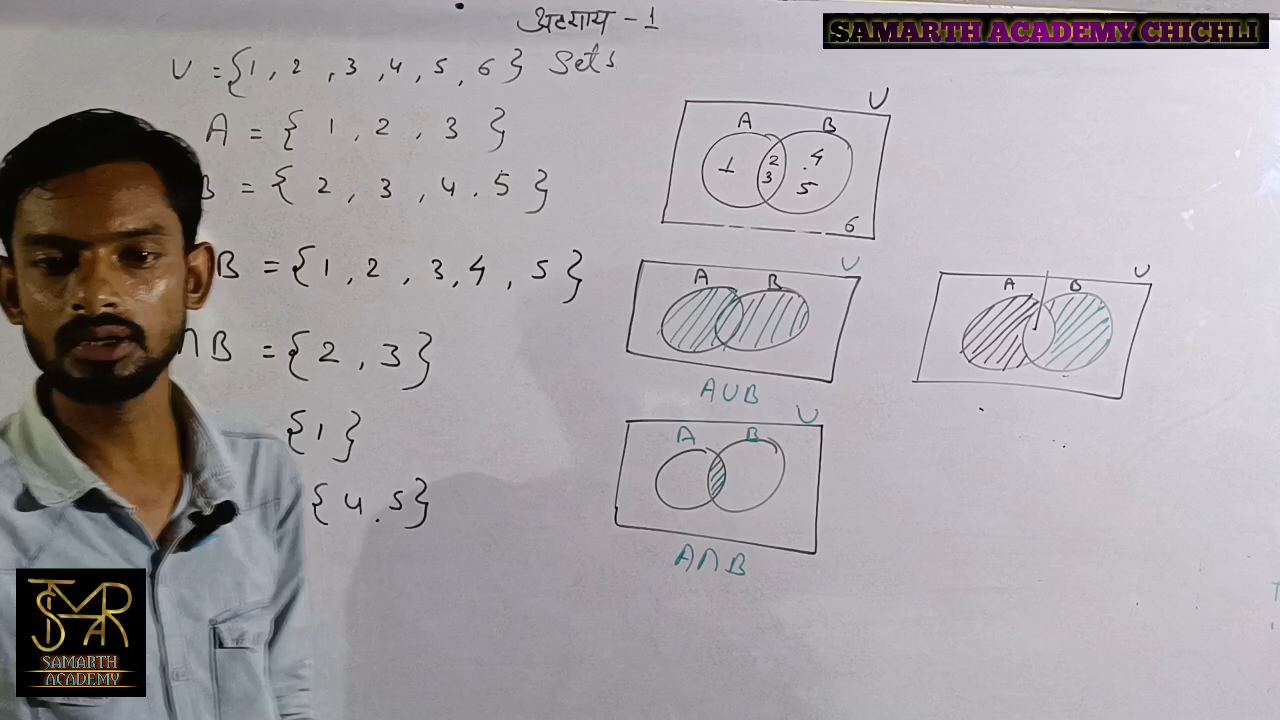 अध्याय - 1
SAMARTH ACADEMY CHICHLI
U = {1, 2, 3, 4, 5, 6} Sets
A = {1, 2, 3}
B = {2, 3, 4.5}
B = {1, 2, 3, 4, 5}
∩B = {2, 3}
{1}
{4.5}
U
A B
1 2 .4
3 5
6
U
A B
A∪B
U
A B
A∩B
U
A B
SMART
SAMARTH
ACADEMY